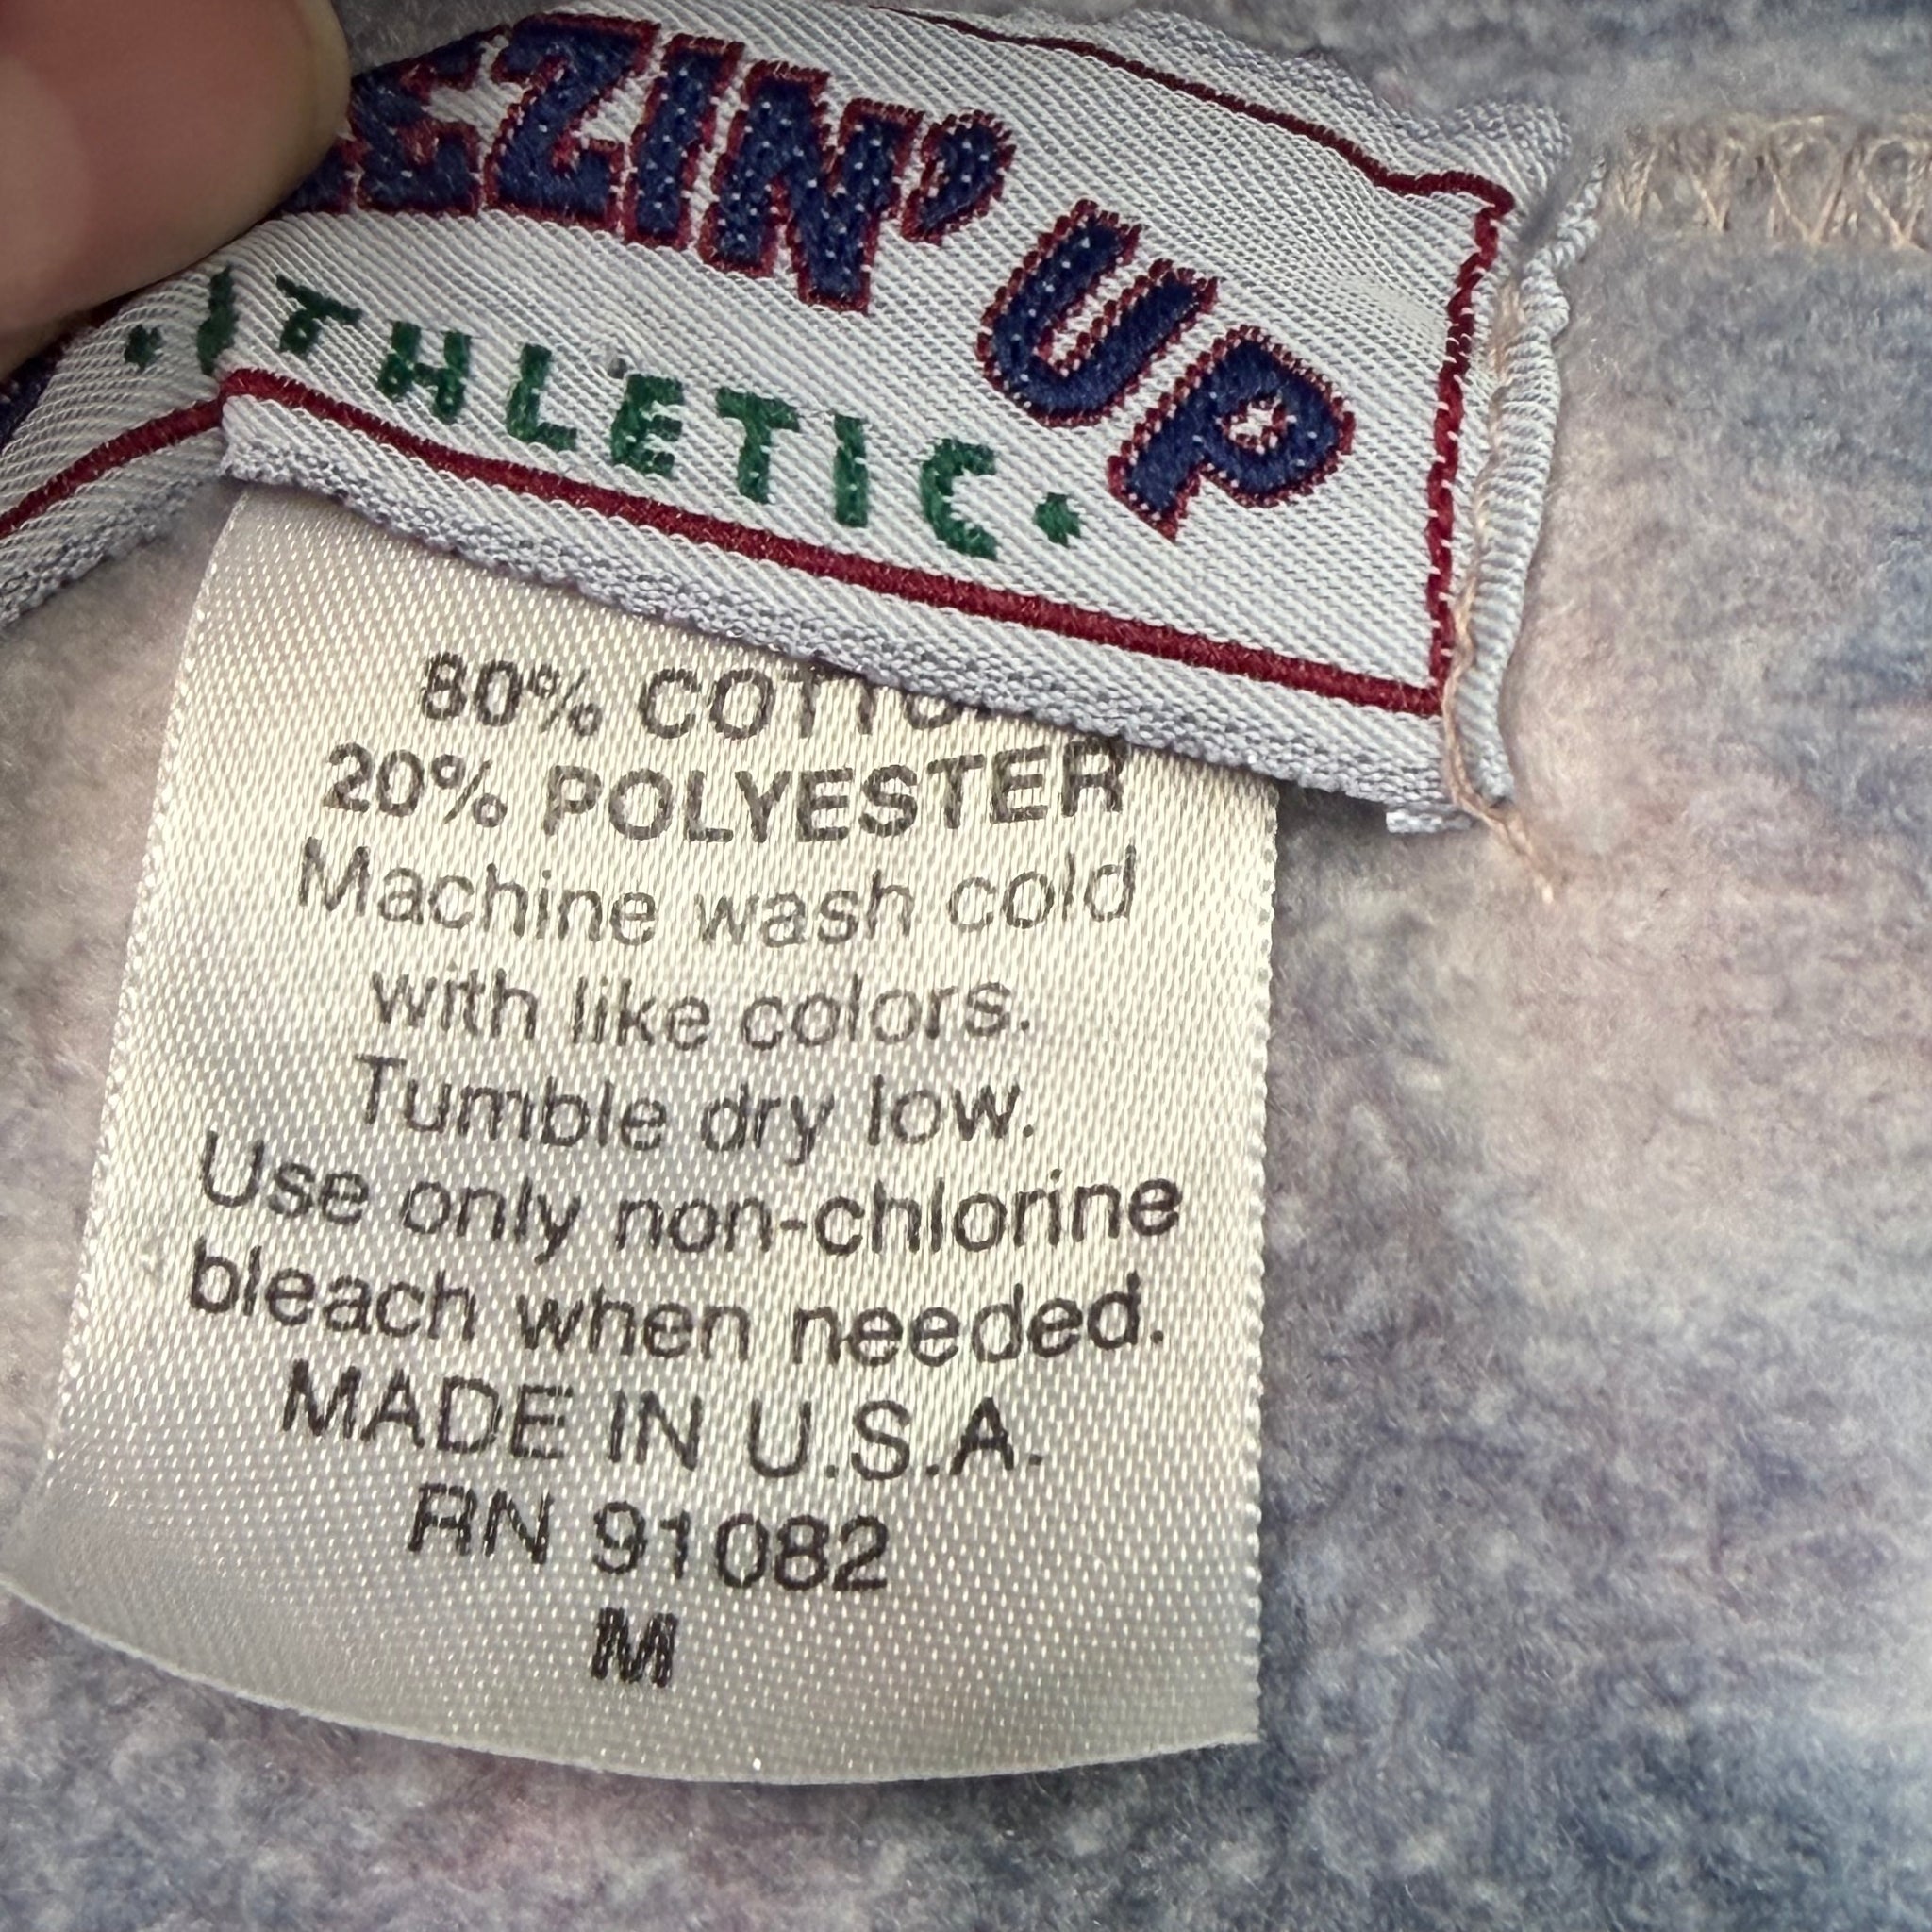 EZIN' UP
ATHLETIC
80% COTTON
20% POLYESTER
Machine wash cold
with like colors.
Tumble dry low.
Use only non-chlorine
bleach when needed.
MADE IN U.S.A.
RN 91082
M